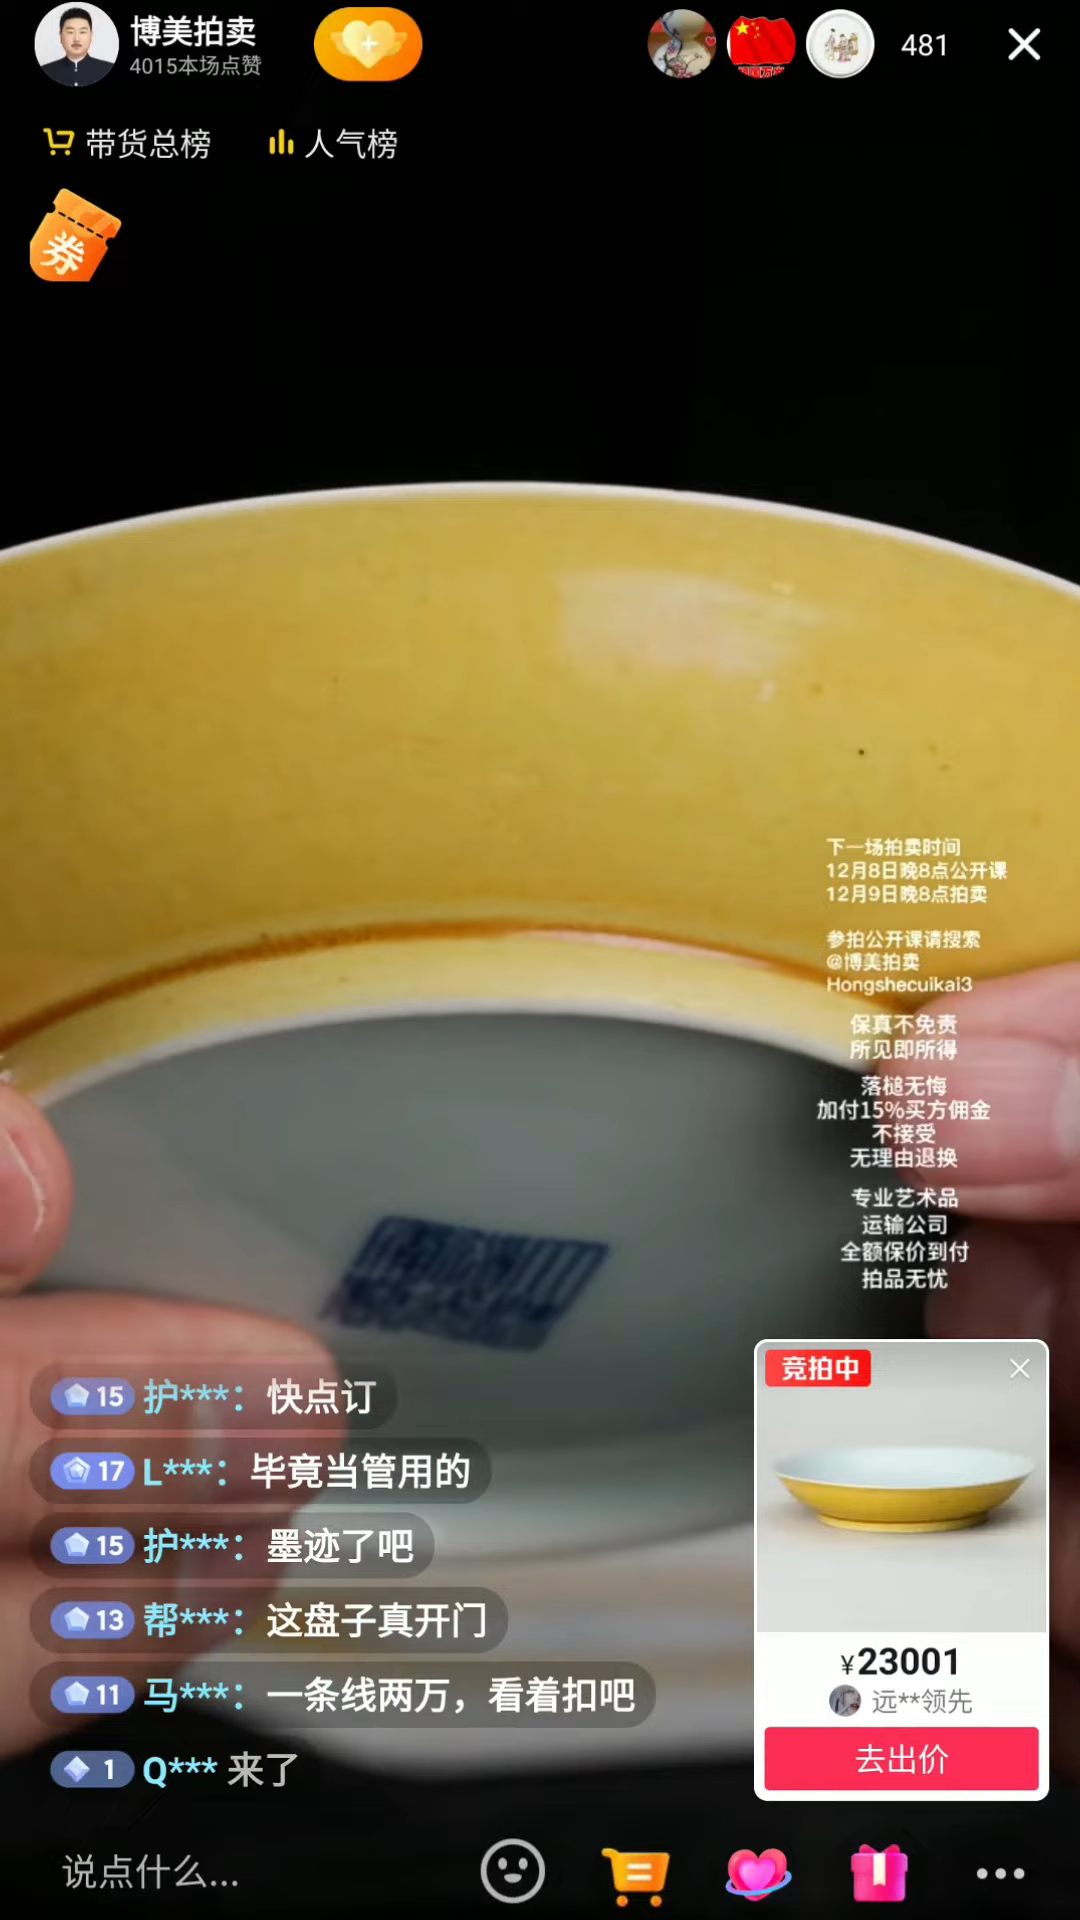 博美拍卖
4015本场点赞
481
带货总榜
人气榜
券
下一场拍卖时间
12月8日晚8点公开课
12月9日晚8点拍卖
参拍公开课请搜索
@博美拍卖
Hongshecuikai3
保真不免责
所见即所得
落槌无悔
加付15%买方佣金
不接受
无理由退换
专业艺术品
运输公司
全额保价到付
拍品无忧
15 护***：快点订
17 L***：毕竟当管用的
15 护***：墨迹了吧
13 帮***：这盘子真开门
11 马***：一条线两万，看着扣吧
1 Q*** 来了
竞拍中
¥23001
远**领先
去出价
说点什么...